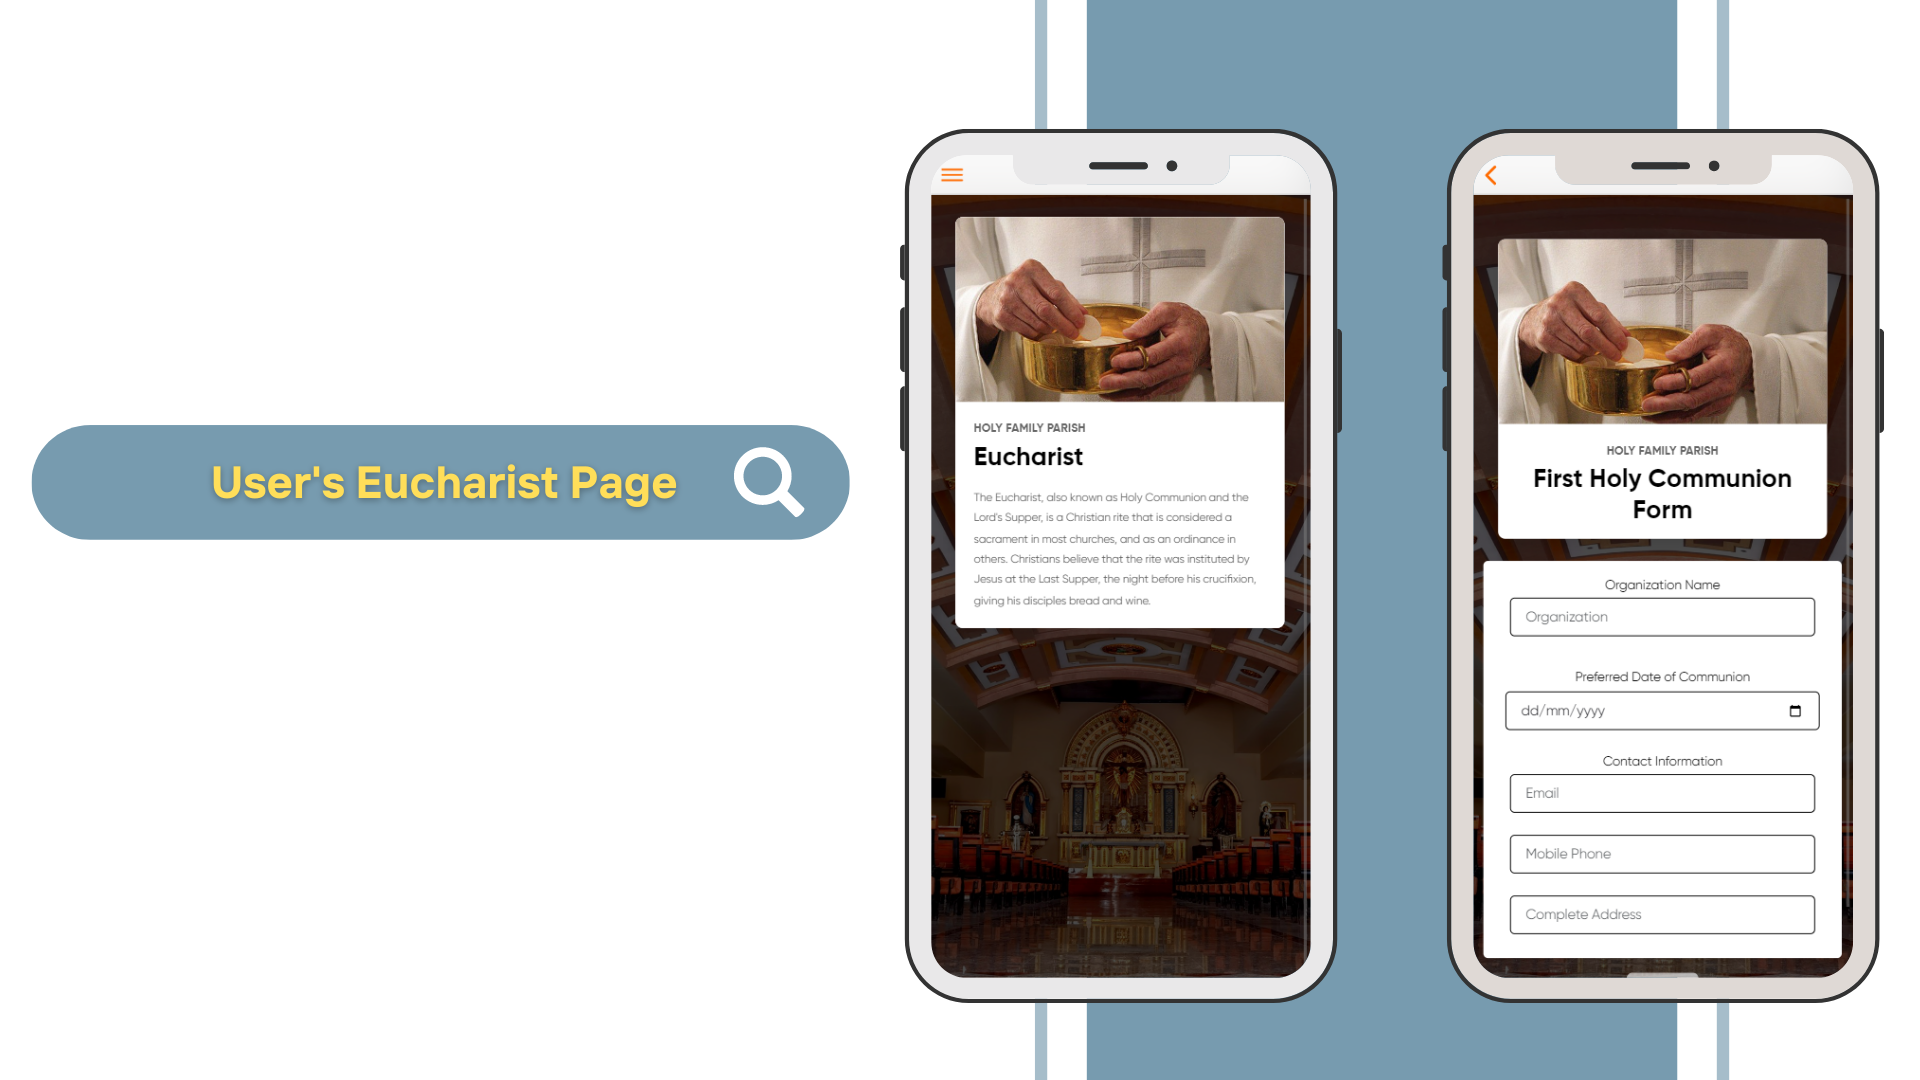 User's Eucharist Page
HOLY FAMILY PARISH
Eucharist
The Eucharist, also known as Holy Communion and the
Lord's Supper, is a Christian rite that is considered a
sacrament in most churches, and as an ordinance in
others. Christians believe that the rite was instituted by
Jesus at the Last Supper, the night before his crucifixion,
giving his disciples bread and wine.
HOLY FAMILY PARISH
First Holy Communion
Form
Organization Name
Organization
Preferred Date of Communion
dd/mm/yyyy
Contact Information
Email
Mobile Phone
Complete Address